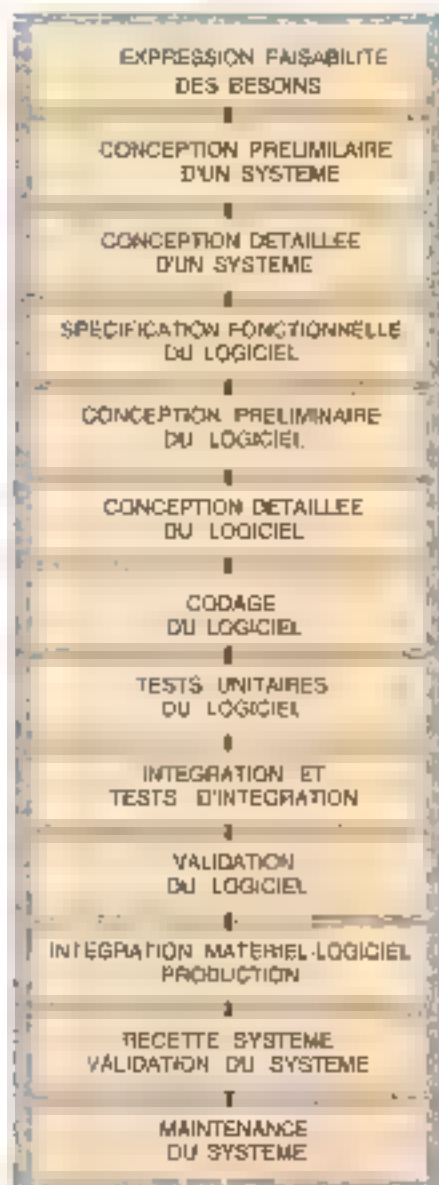 EXPRESSION FAISABILITE
DES BESOINS
CONCEPTION PRELIMILAIRE
D'UN SYSTEME
CONCEPTION DETAILLEE
D'UN SYSTEME
SPECIFICATION FONCTIONNELLE
DU LOGICIEL
CONCEPTION PRELIMINAIRE
DU LOGICIEL
CONCEPTION DETAILLEE
DU LOGICIEL
CODAGE
DU LOGICIEL
TESTS UNITAIRES
DU LOGICIEL
INTEGRATION ET
TESTS D'INTEGRATION
VALIDATION
DU LOGICIEL
INTEGRATION MATERIEL-LOGICIEL
PRODUCTION
RECETTE SYSTEME
VALIDATION DU SYSTEME
MAINTENANCE
DU SYSTEME